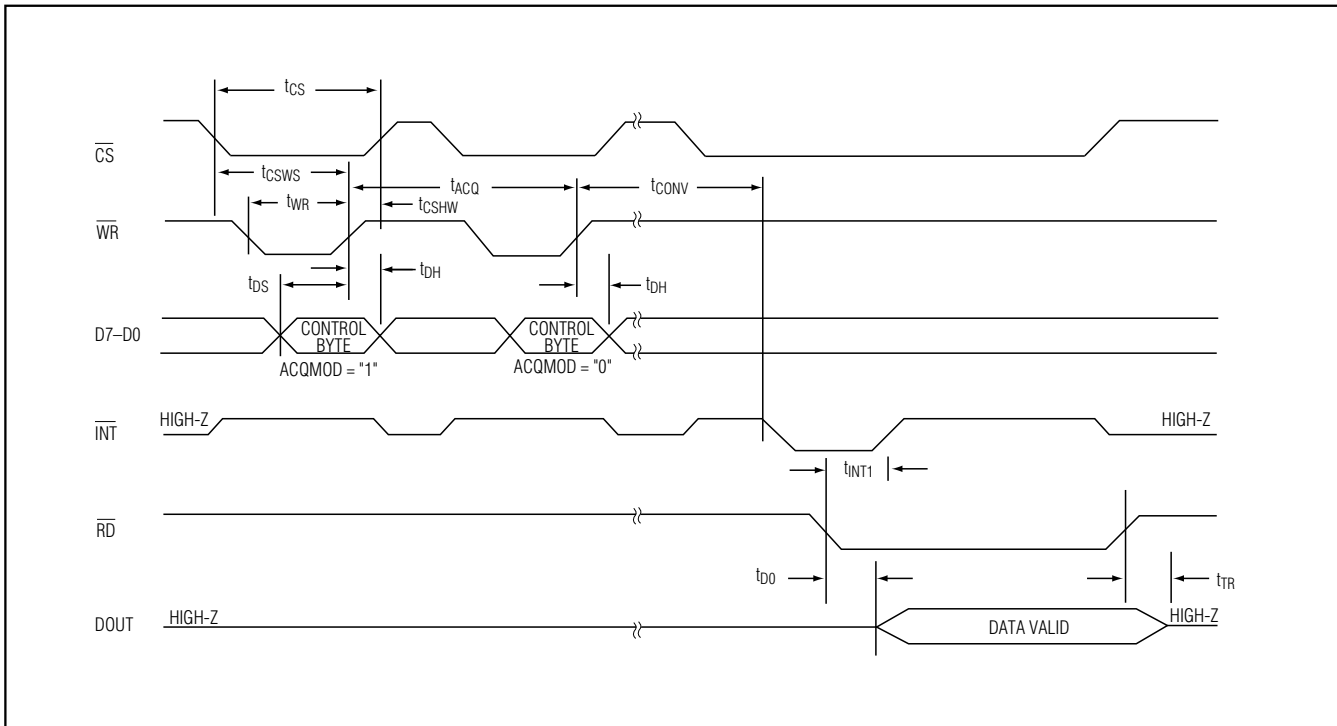 tCS
CS
tCSWS
tACQ
tCONV
tWR
tCSHW
WR
tDS
tDH
tDH
D7–D0
CONTROL
BYTE
CONTROL
BYTE
ACQMOD = "1"
ACQMOD = "0"
HIGH-Z
HIGH-Z
INT
tINT1
RD
tD0
tTR
DOUT
HIGH-Z
DATA VALID
HIGH-Z